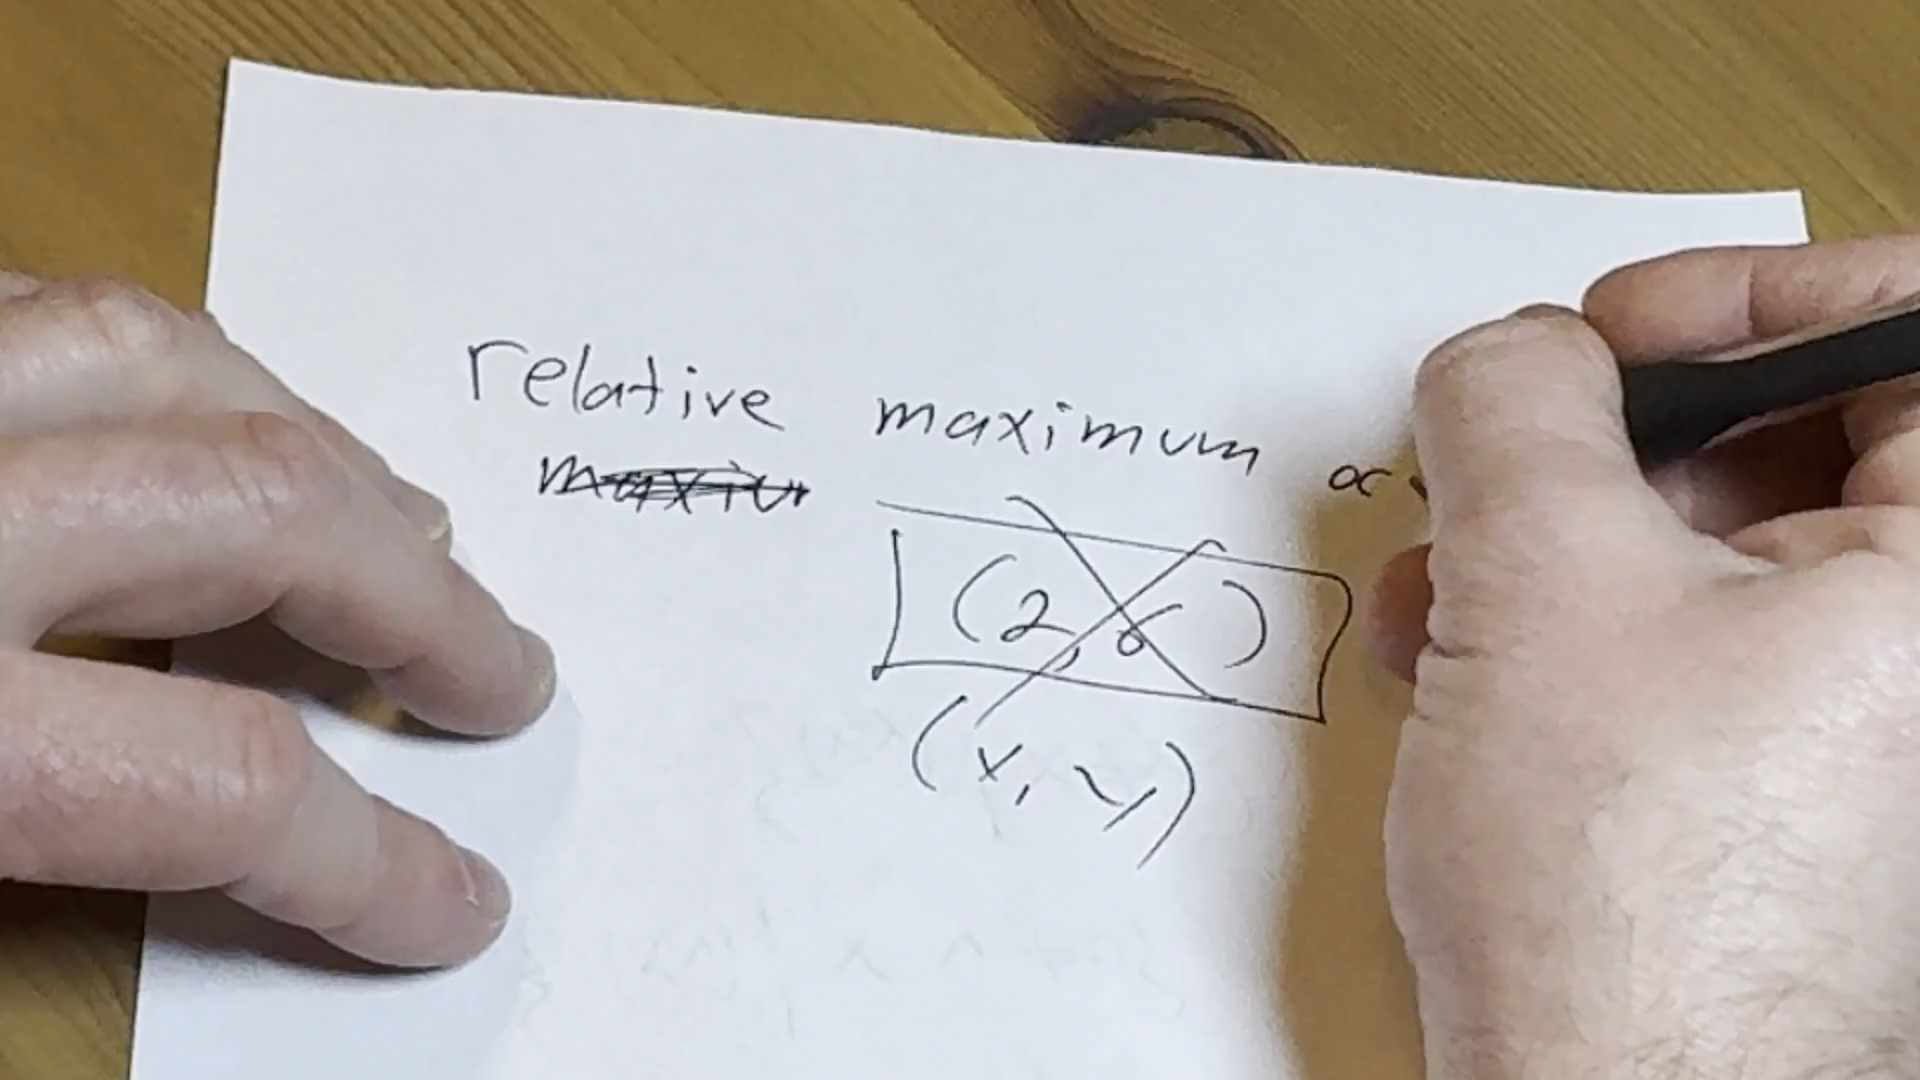 relative maximum
(2, 6)
(x, y)